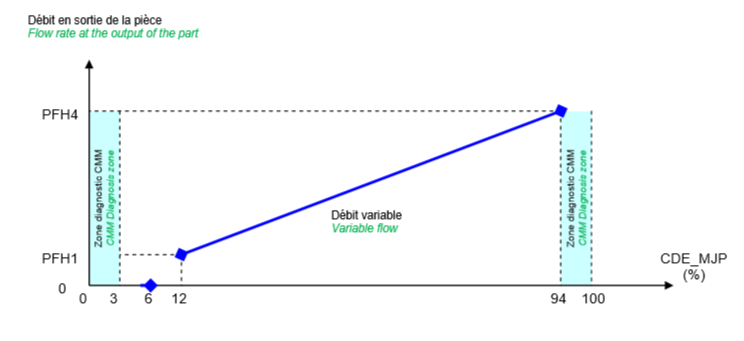 Débit en sortie de la pièce
Flow rate at the output of the part
PFH4
Zone diagnostic CMM
CMM Diagnosis zone
Zone diagnostic CMM
CMM Diagnosis zone
Débit variable
Variable flow
PFH1
CDE_MJP
(%)
0
0 3 6 12 94 100